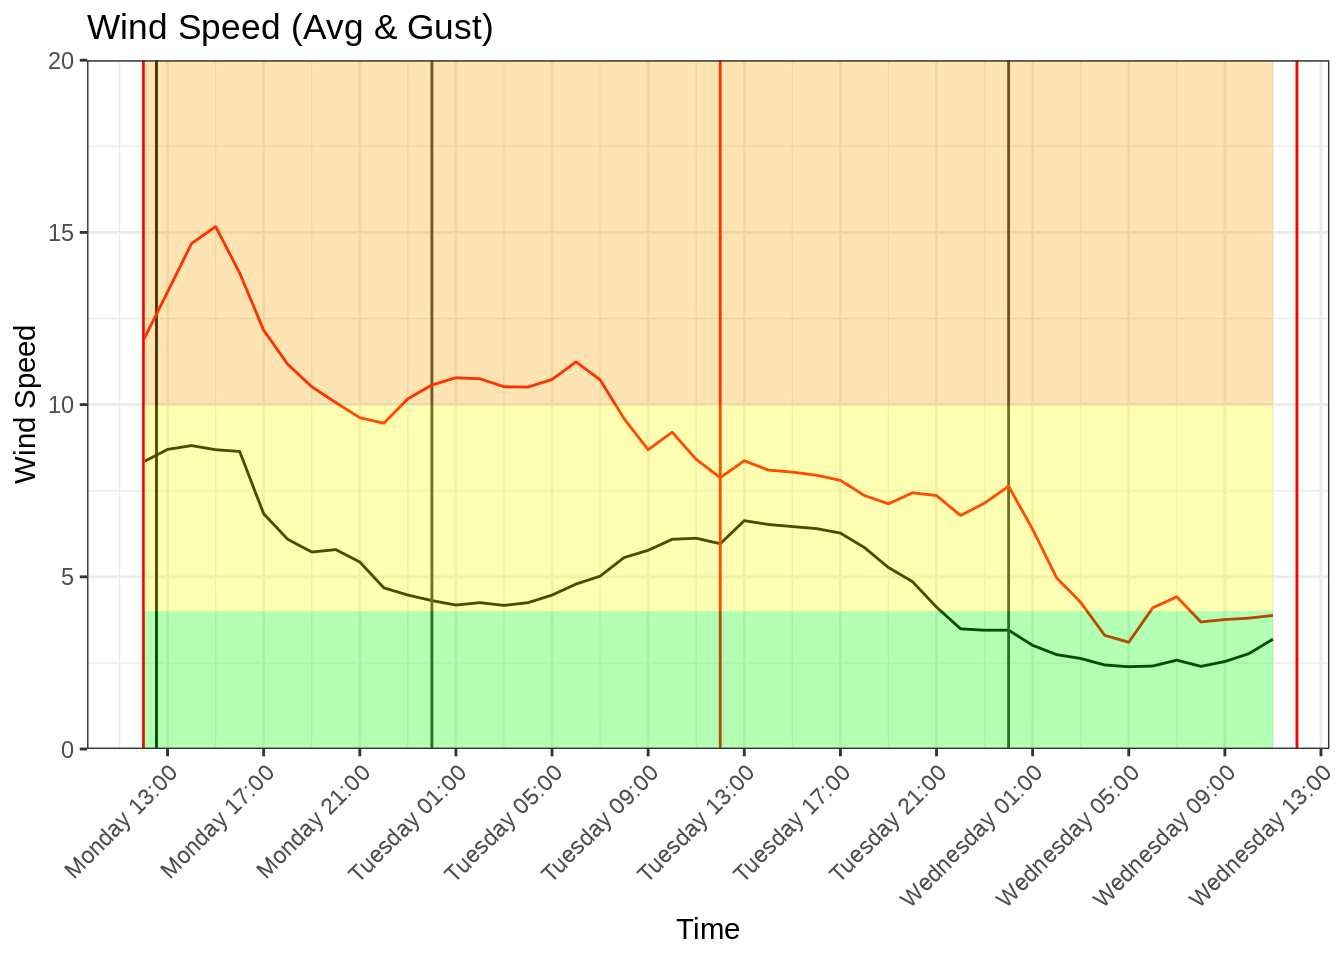 Wind Speed (Avg & Gust)
20
15
10
5
0
Wind Speed
Monday 13:00
Monday 17:00
Monday 21:00
Tuesday 01:00
Tuesday 05:00
Tuesday 09:00
Tuesday 13:00
Tuesday 17:00
Tuesday 21:00
Wednesday 01:00
Wednesday 05:00
Wednesday 09:00
Wednesday 13:00
Time